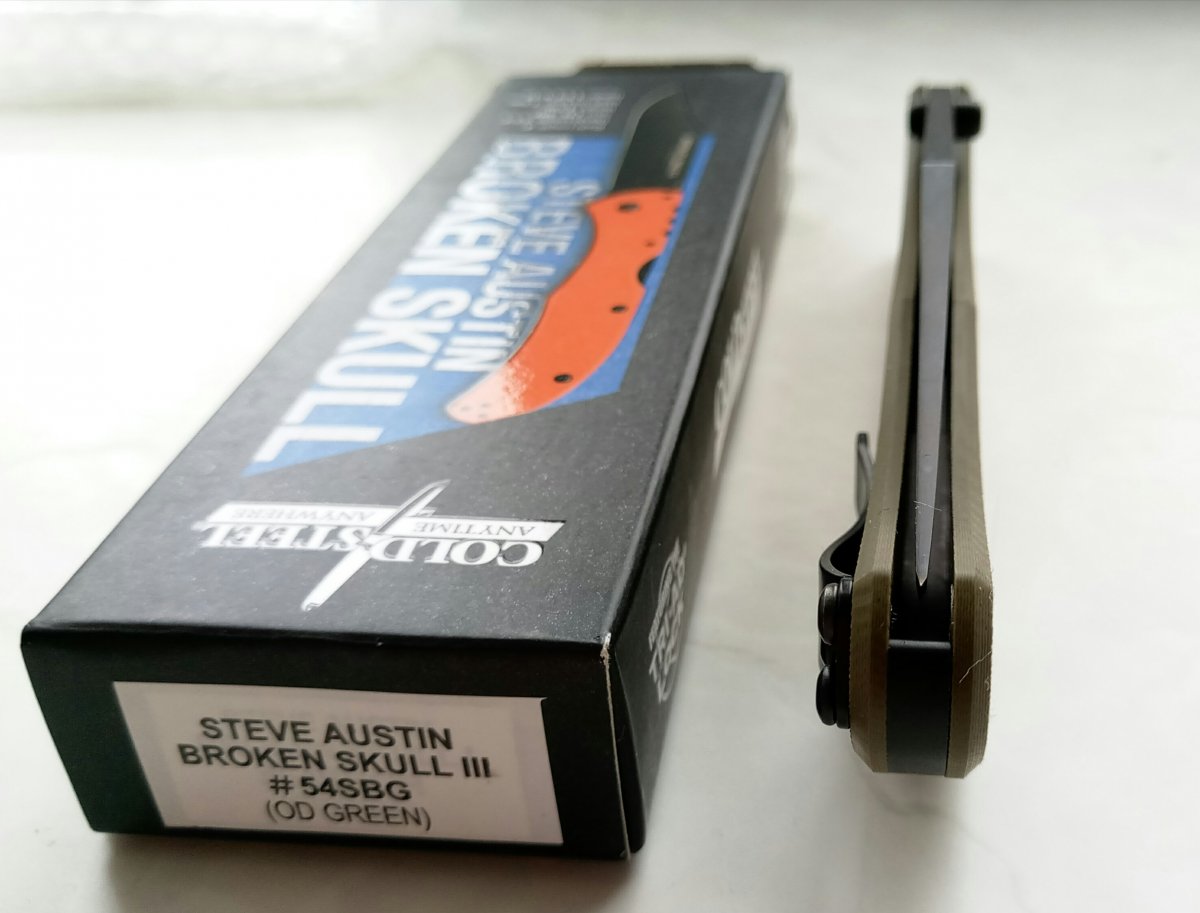 STEVE AUSTIN
BROKEN SKULL
COLD STEEL
ANYTIME ANYWHERE
STEVE AUSTIN
BROKEN SKULL III
# 54SBG
(OD GREEN)